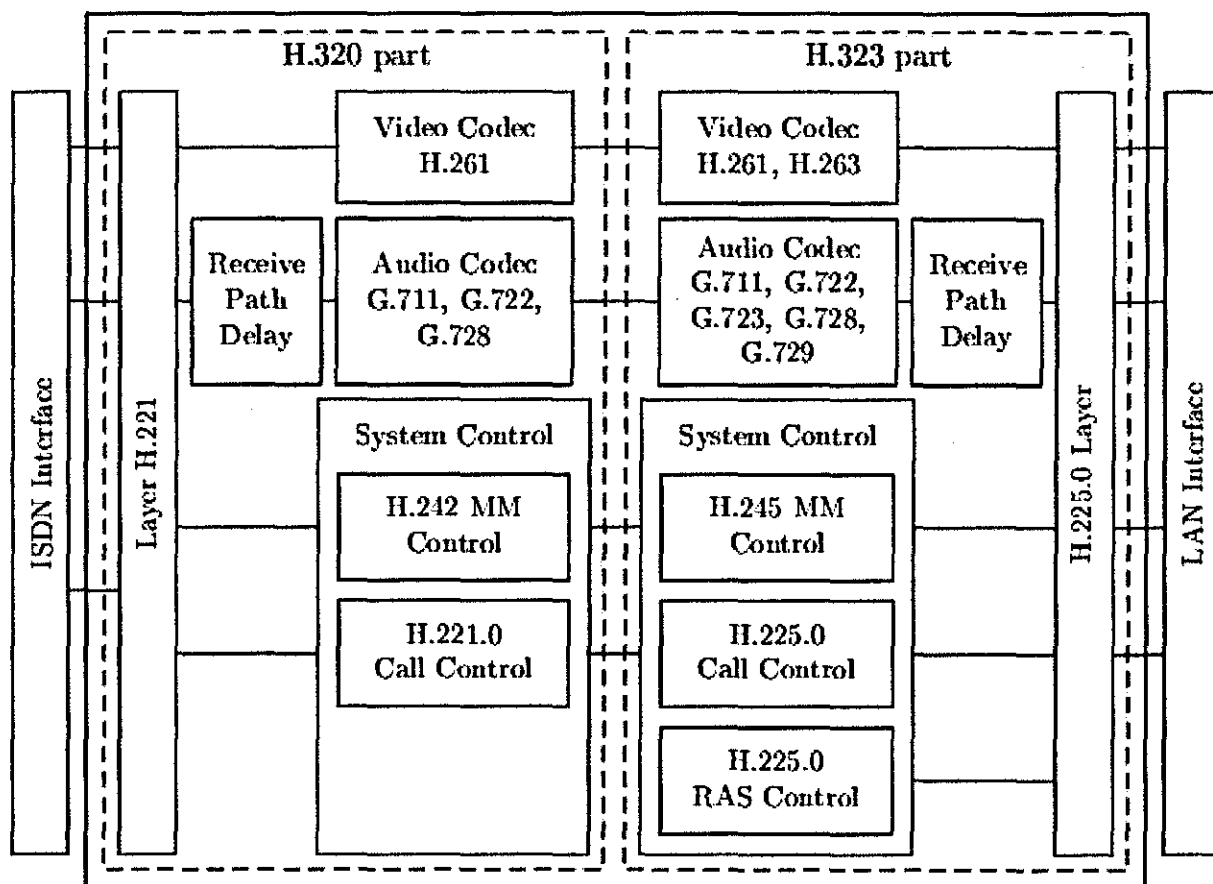 H.320 part
H.323 part
ISDN Interface
Layer H.221
Video Codec
H.261
Receive
Path
Delay
Audio Codec
G.711, G.722,
G.728
System Control
H.242 MM
Control
H.221.0
Call Control
Video Codec
H.261, H.263
Audio Codec
G.711, G.722,
G.723, G.728,
G.729
Receive
Path
Delay
System Control
H.245 MM
Control
H.225.0
Call Control
H.225.0
RAS Control
H.225.0 Layer
LAN Interface